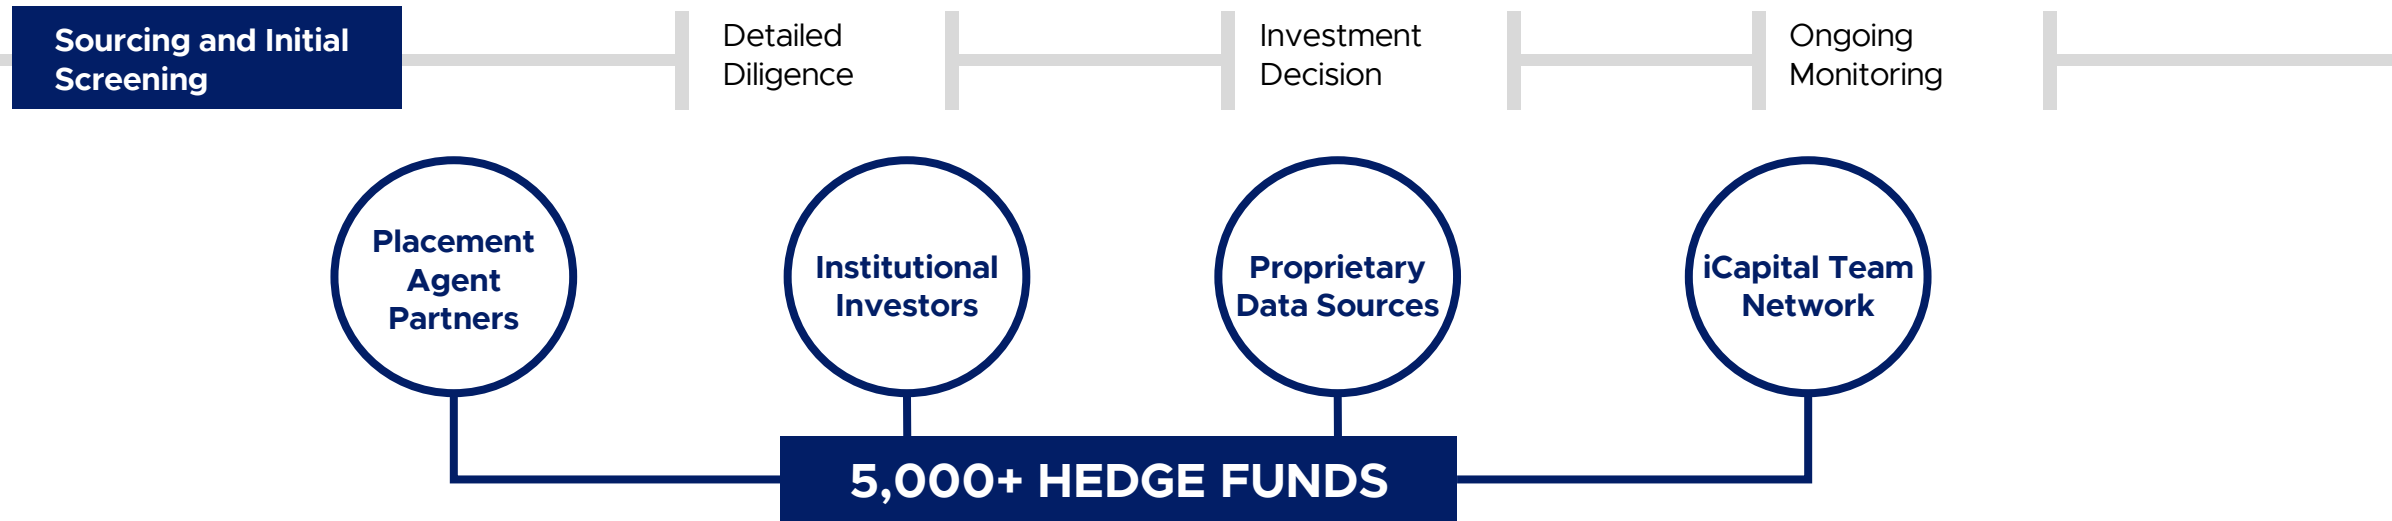 Sourcing and Initial
Screening
Detailed
Diligence
Investment
Decision
Ongoing
Monitoring
Placement
Agent
Partners
Institutional
Investors
Proprietary
Data Sources
iCapital Team
Network
5,000+ HEDGE FUNDS